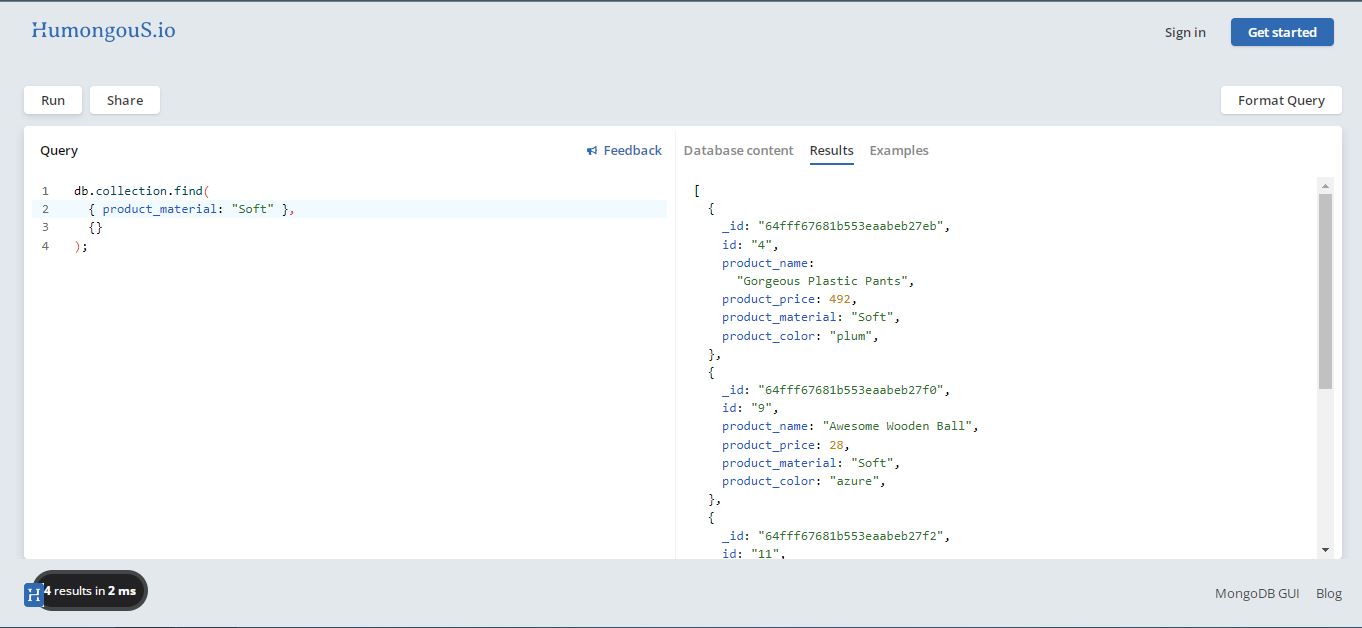 HumongouS.io
Sign in
Get started
Run
Share
Format Query
Query
Feedback
1 db.collection.find(
2 { product_material: "Soft" },
3 {}
4 );
Database content
Results
Examples
[
{
_id: "64fff67681b553eaabeb27eb",
id: "4",
product_name:
"Gorgeous Plastic Pants",
product_price: 492,
product_material: "Soft",
product_color: "plum",
},
{
_id: "64fff67681b553eaabeb27f0",
id: "9",
product_name: "Awesome Wooden Ball",
product_price: 28,
product_material: "Soft",
product_color: "azure",
},
{
_id: "64fff67681b553eaabeb27f2",
id: "11",
H
4 results in 2 ms
MongoDB GUI
Blog